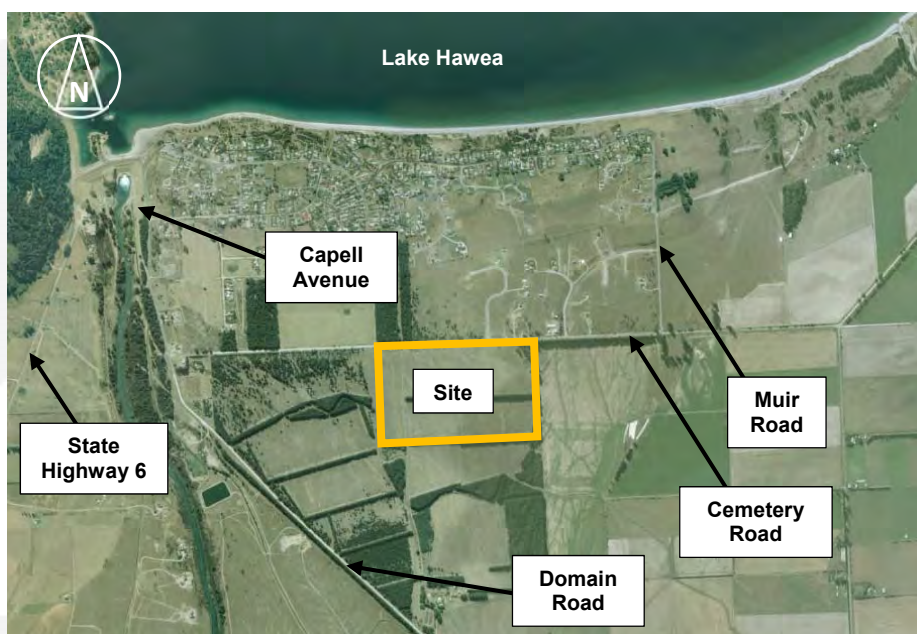 Lake Hawea
N
Capell
Avenue
Site
State
Highway 6
Muir
Road
Cemetery
Road
Domain
Road